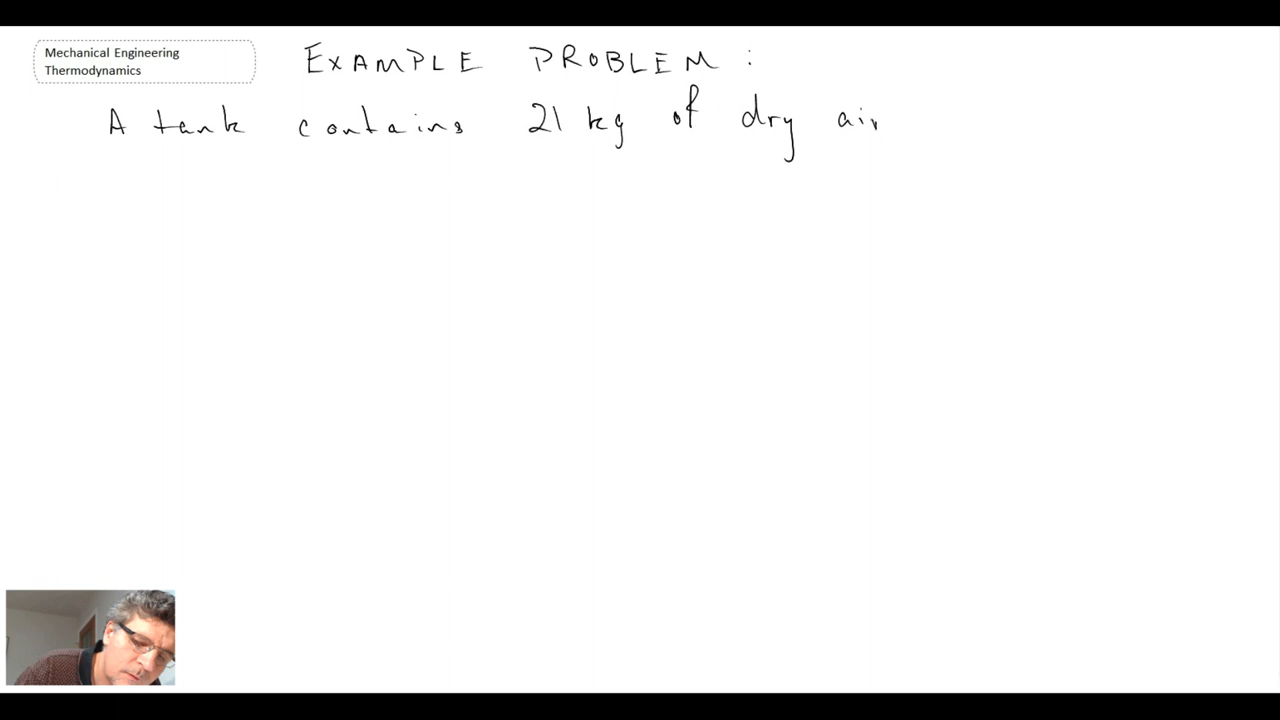 Mechanical Engineering
Thermodynamics
EXAMPLE PROBLEM :
A tank contains 21 kg of dry air